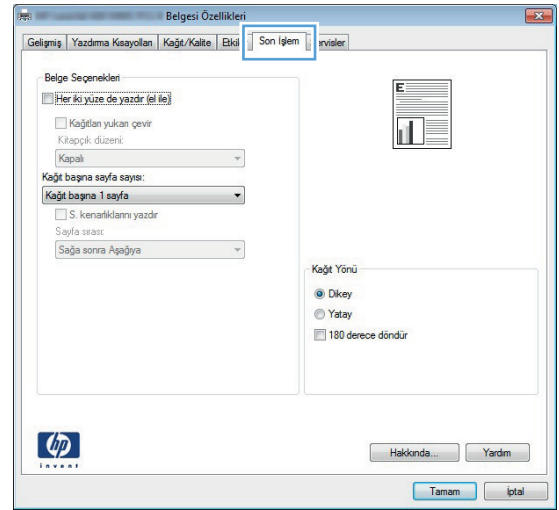 Belgesi Özellikleri
Gelişmiş Yazdırma Kısayolları Kağıt/Kalite Son İşlem
Belge Seçenekleri
Her iki yüze de yazdır (el ile)
Kağıtları yukarı çevir
Kitapçık düzeni:
Kapalı
Kağıt başına sayfa sayısı:
Kağıt başına 1 sayfa
S. kenarlıklarını yazdır
Sayfa sırası:
Sağa sonra Aşağıya
E
Kağıt Yönü
Dikey
Yatay
180 derece döndür
hp
invent
Hakkında... Yardım
Tamam İptal